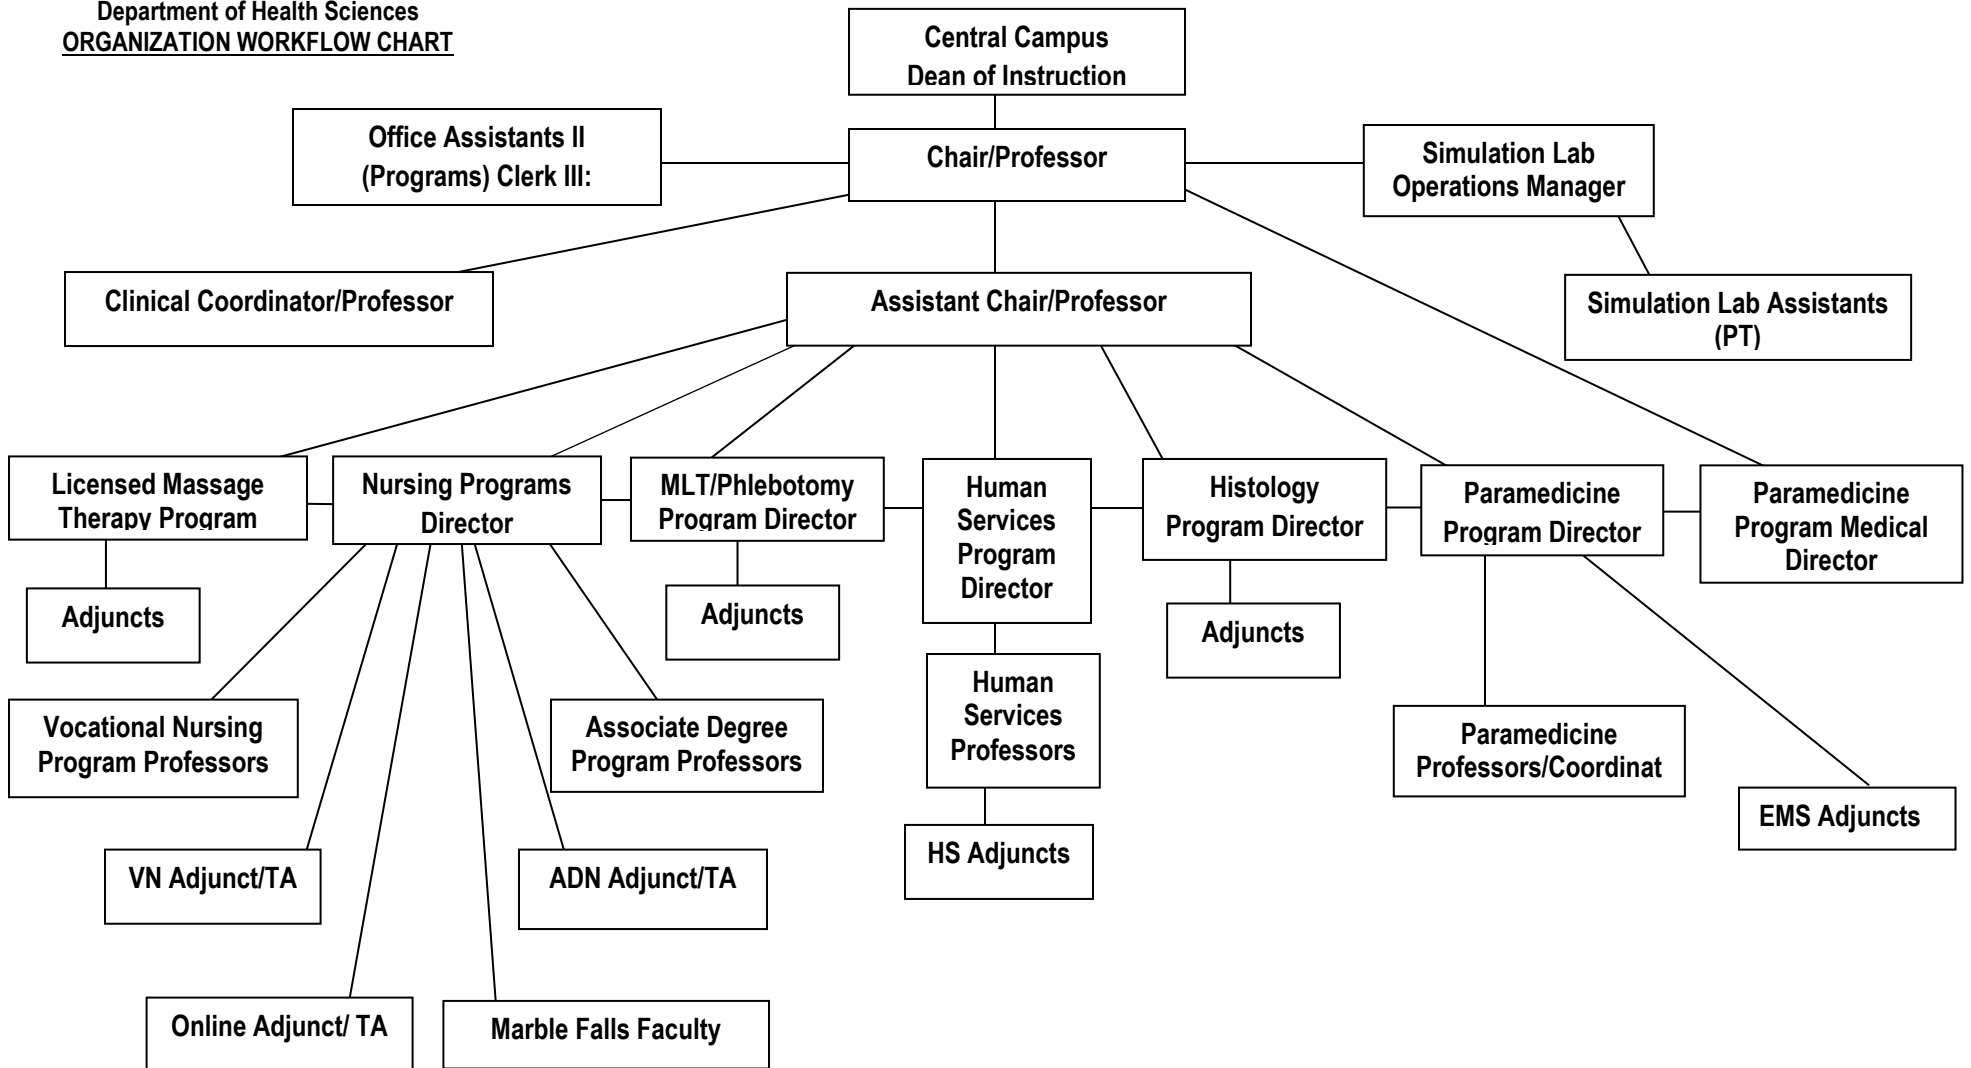 Department of Health Sciences
ORGANIZATION WORKFLOW CHART
Central Campus
Dean of Instruction
Office Assistants II
(Programs) Clerk III:
Chair/Professor
Simulation Lab
Operations Manager
Clinical Coordinator/Professor
Assistant Chair/Professor
Simulation Lab Assistants
(PT)
Licensed Massage
Therapy Program
Nursing Programs
Director
MLT/Phlebotomy
Program Director
Human
Services
Program
Director
Histology
Program Director
Paramedicine
Program Director
Paramedicine
Program Medical
Director
Adjuncts
Adjuncts
Adjuncts
Vocational Nursing
Program Professors
Associate Degree
Program Professors
Human
Services
Professors
Paramedicine
Professors/Coordinat
EMS Adjuncts
VN Adjunct/TA
ADN Adjunct/TA
HS Adjuncts
Online Adjunct/ TA
Marble Falls Faculty